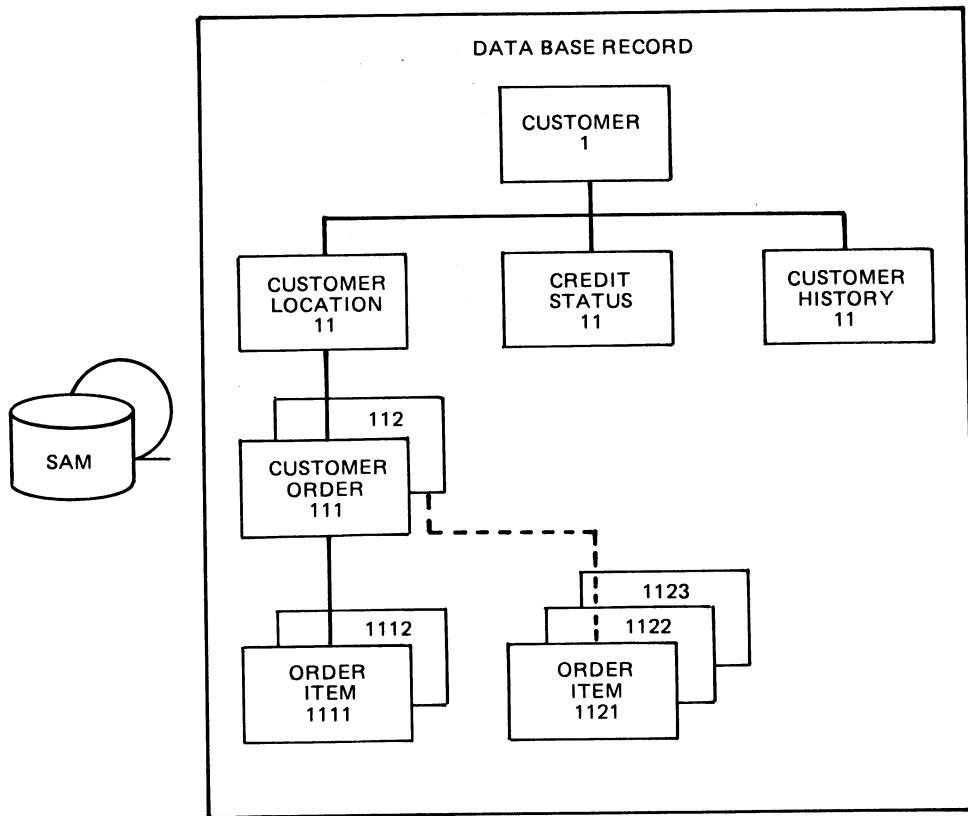 DATA BASE RECORD
CUSTOMER
1
CUSTOMER
LOCATION
11
CREDIT
STATUS
11
CUSTOMER
HISTORY
11
SAM
112
CUSTOMER
ORDER
111
1112
ORDER
ITEM
1111
1123
1122
ORDER
ITEM
1121